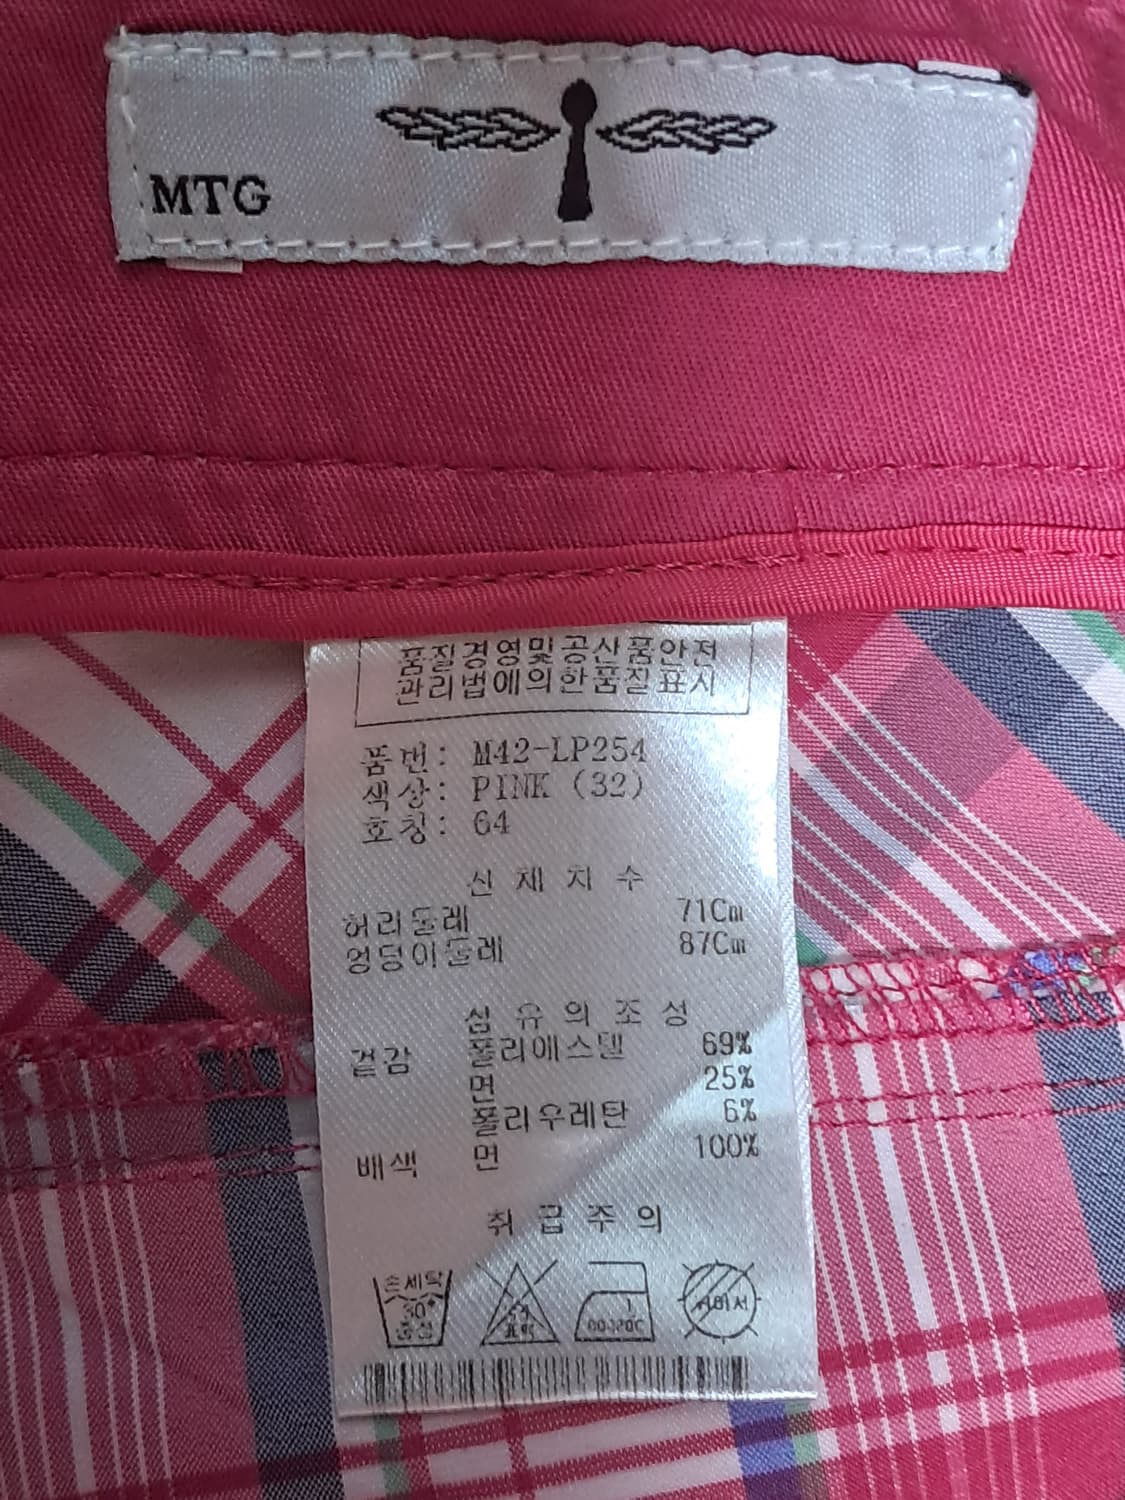 MTG
품질경영및공산품안전
관리법에의한품질표시
품번: M42-LP254
색상: PINK (32)
호칭: 64
신체치수
허리둘레 71Cm
엉덩이둘레 87Cm
섬유의조성
겉감 폴리에스텔 69%
면 25%
폴리우레탄 6%
배색 면 100%
취급주의
손세탁
30°
중성